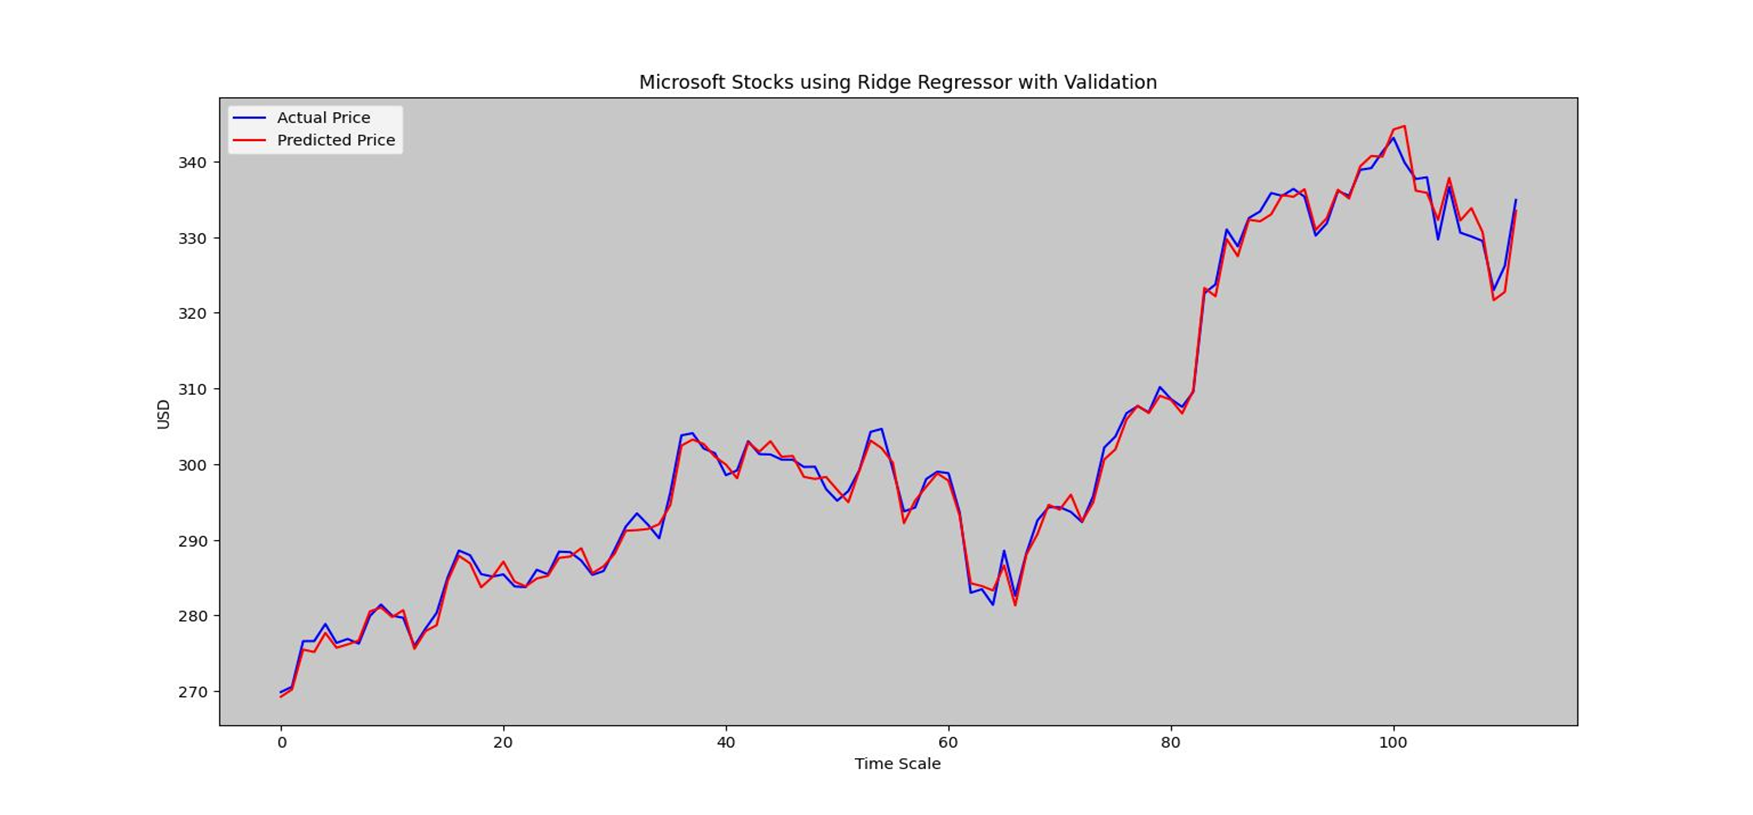 Microsoft Stocks using Ridge Regressor with Validation
Actual Price
Predicted Price
340
330
320
310
300
290
280
270
USD
0 20 40 60 80 100
Time Scale